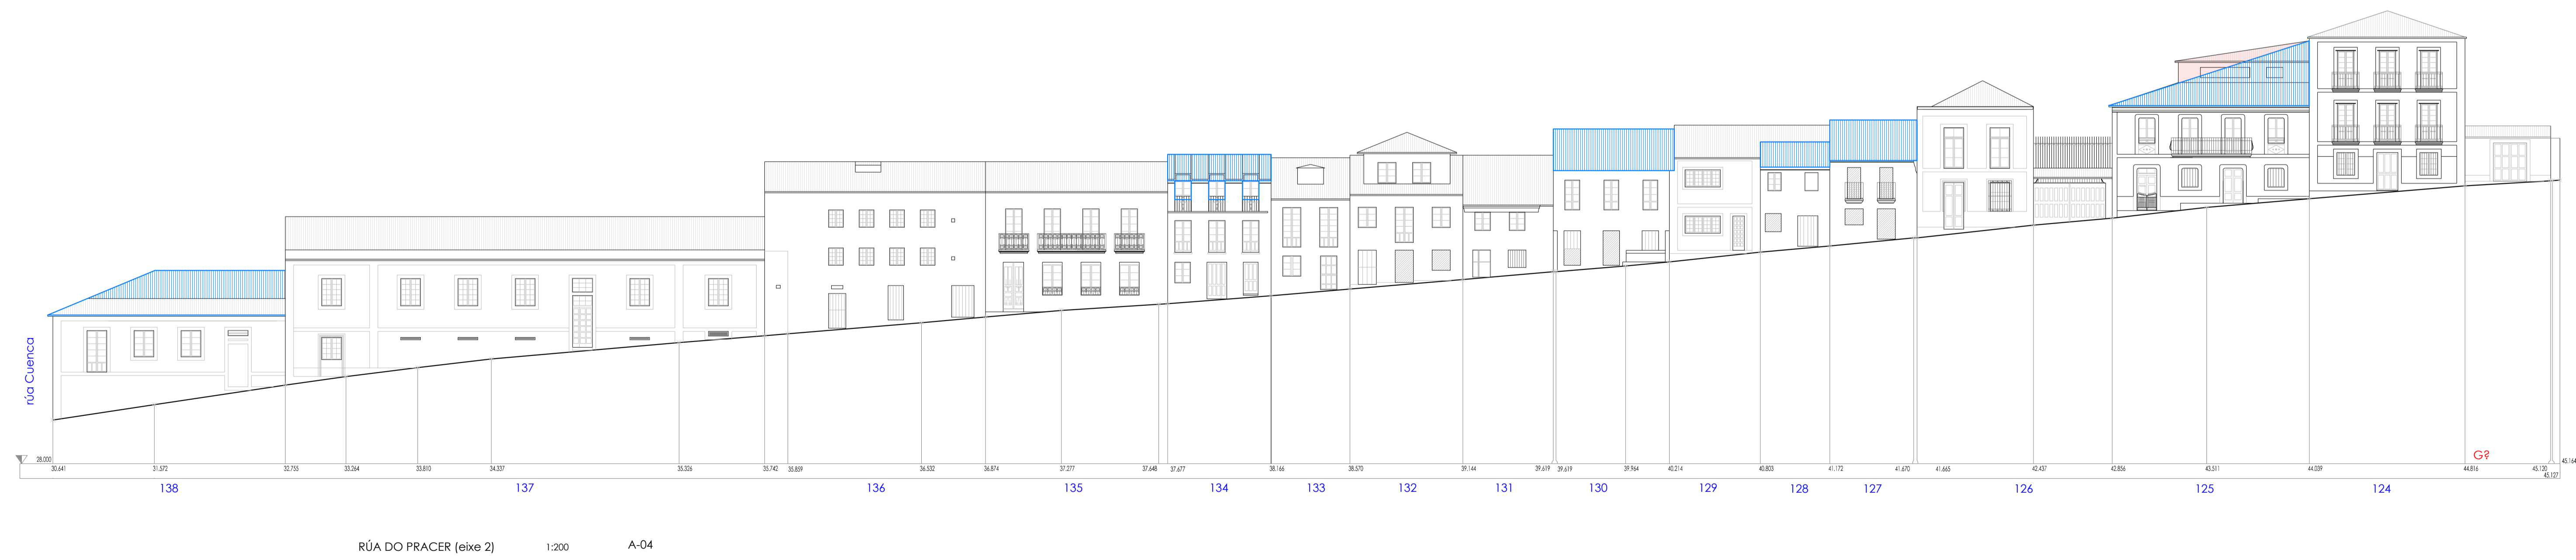 rúa Cuenca
28.000
30.641 31.572 32.755 33.264 33.810 34.337 35.326 35.742 35.859 36.532 36.874 37.277 37.648 37.677 38.166 38.570 39.144 39.619 39.619 39.964 40.214 40.803 41.172 41.670 41.665 42.437 42.856 43.511 44.039 44.816 45.120 45.164
45.127
G?
138 137 136 135 134 133 132 131 130 129 128 127 126 125 124
RÚA DO PRACER (eixe 2) 1:200 A-04